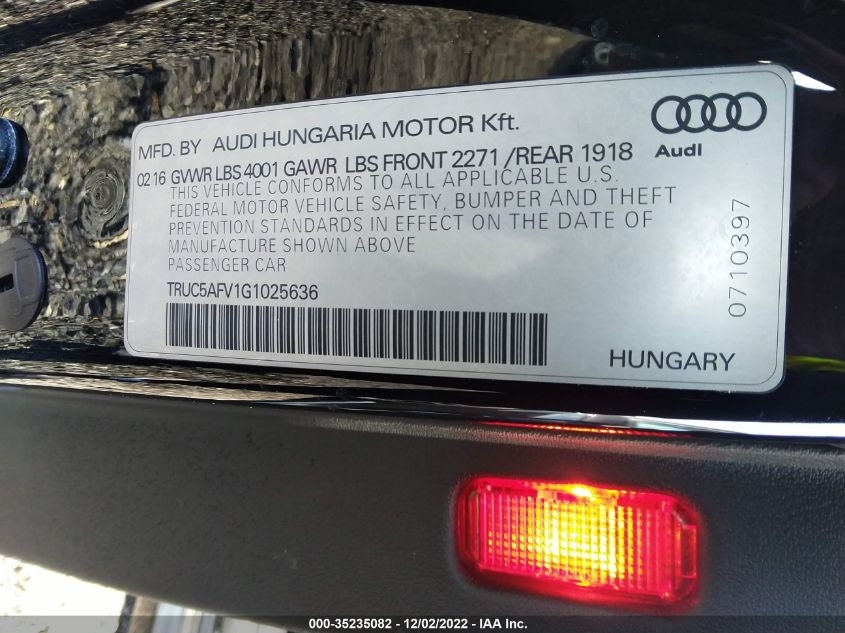 MFD. BY AUDI HUNGARIA MOTOR Kft.
Audi
02 16 GVWR LBS 4001 GAWR LBS FRONT 2271 /REAR 1918
THIS VEHICLE CONFORMS TO ALL APPLICABLE U.S.
FEDERAL MOTOR VEHICLE SAFETY, BUMPER AND THEFT
PREVENTION STANDARDS IN EFFECT ON THE DATE OF
MANUFACTURE SHOWN ABOVE
PASSENGER CAR
0710397
TRUC5AFV1G1025636
HUNGARY
000-35235082 - 12/02/2022 - IAA Inc.